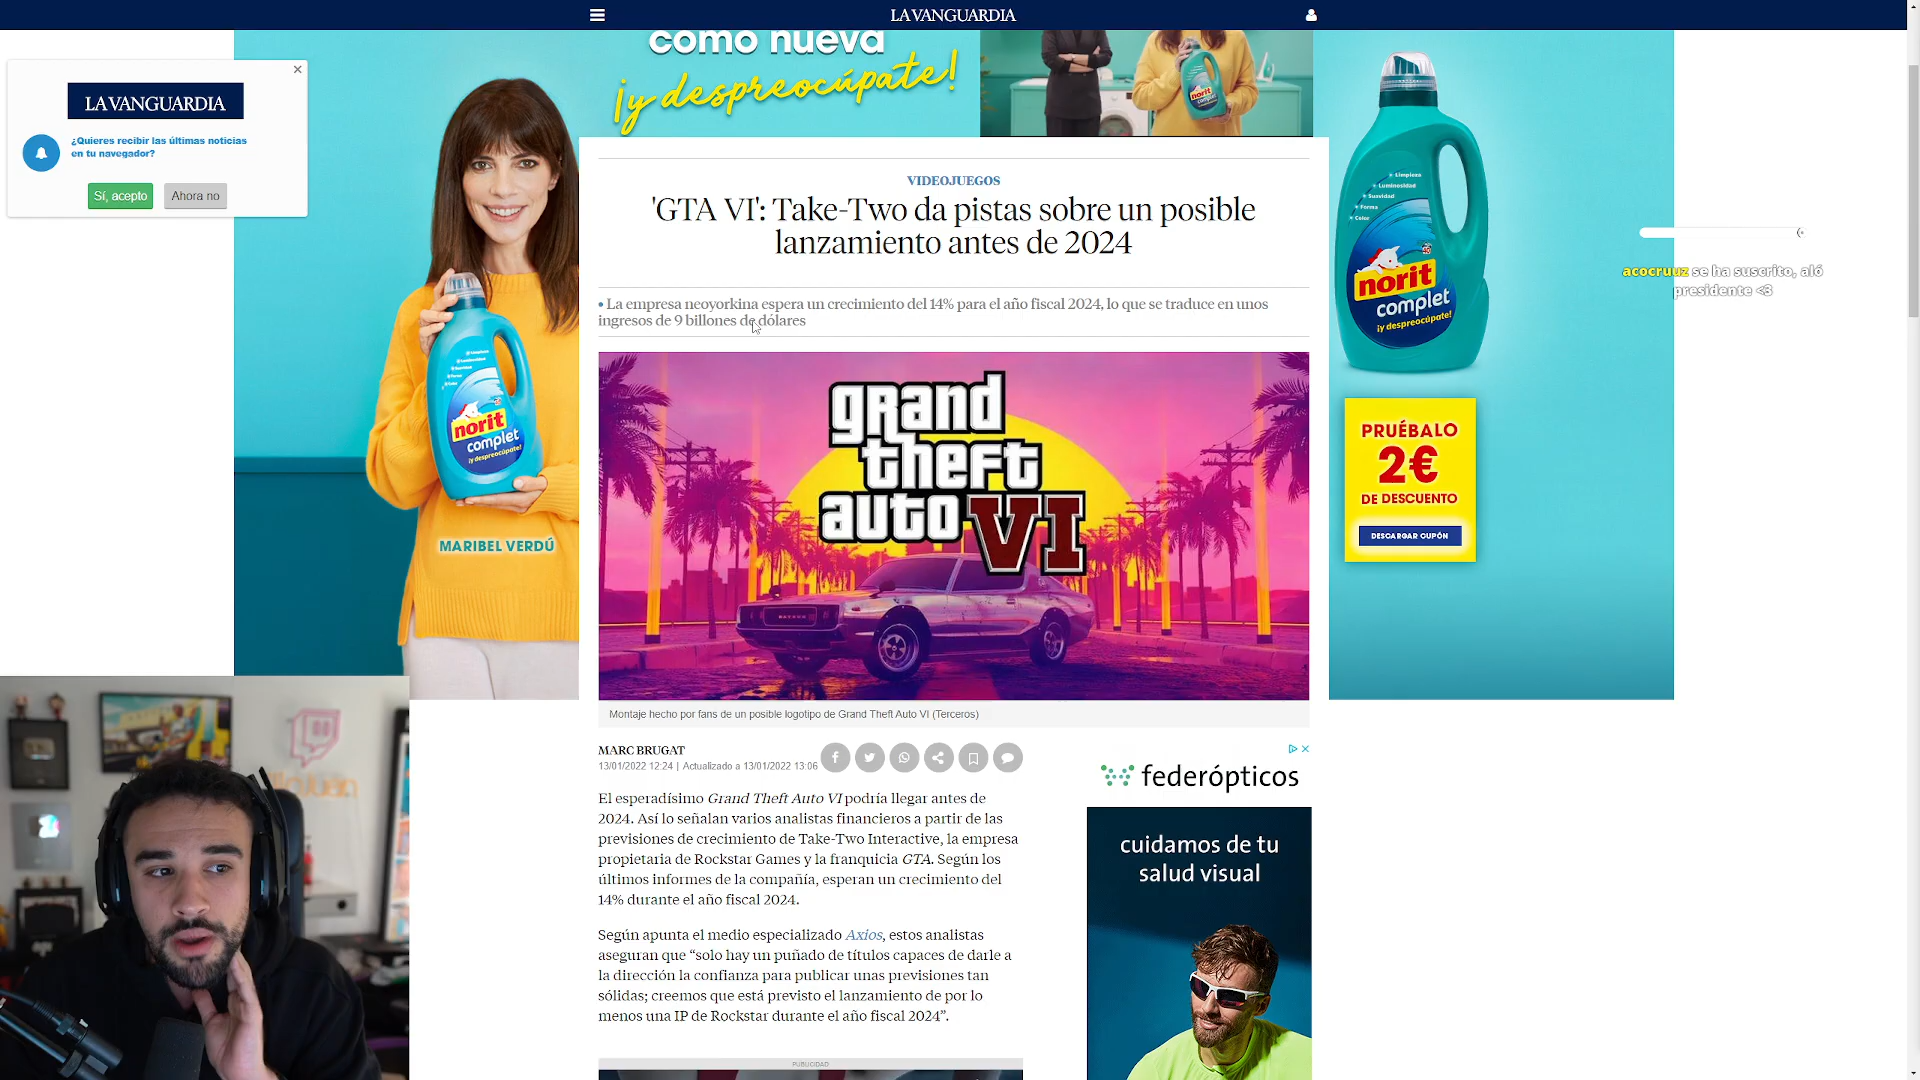 LA VANGUARDIA
como nueva
¡y despreocúpate!
LA VANGUARDIA
¿Quieres recibir las últimas noticias
en tu navegador?
Sí, acepto
Ahora no
VIDEOJUEGOS
'GTA VI': Take-Two da pistas sobre un posible
lanzamiento antes de 2024
• La empresa neoyorkina espera un crecimiento del 14% para el año fiscal 2024, lo que se traduce en unos
ingresos de 9 billones de dólares
grand
theft
auto VI
Montaje hecho por fans de un posible logotipo de Grand Theft Auto VI (Terceros)
MARC BRUGAT
13/01/2022 12:24 | Actualizado a 13/01/2022 13:06
El esperadísimo Grand Theft Auto VI podría llegar antes de
2024. Así lo señalan varios analistas financieros a partir de las
previsiones de crecimiento de Take-Two Interactive, la empresa
propietaria de Rockstar Games y la franquicia GTA. Según los
últimos informes de la compañía, esperan un crecimiento del
14% durante el año fiscal 2024.
Según apunta el medio especializado Axios, estos analistas
aseguran que “solo hay un puñado de títulos capaces de darle a
la dirección la confianza para publicar unas previsiones tan
sólidas; creemos que está previsto el lanzamiento de por lo
menos una IP de Rockstar durante el año fiscal 2024”.
PUBLICIDAD
norit
complet
¡y despreocúpate!
MARIBEL VERDÚ
norit
Limpieza
Luminosidad
Suavidad
Forma
Color
norit
complet
¡y despreocúpate!
PRUÉBALO
2€
DE DESCUENTO
DESCARGAR CUPÓN
acocruuz se ha suscrito, aló
presidente <3
federópticos
cuidamos de tu
salud visual